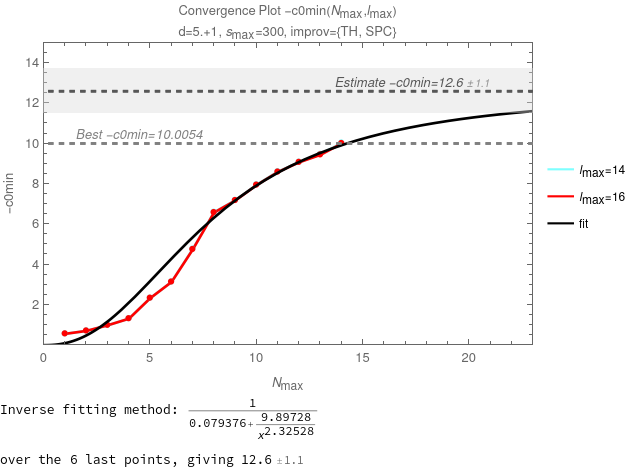 Convergence Plot −c0min(Nmax,lmax)
d=5.+1, smax=300, improv={TH, SPC}
14
12
10
8
6
4
2
−c0min
Estimate −c0min=12.6 ±1.1
Best −c0min=10.0054
lmax=14
lmax=16
fit
0 5 10 15 20
Nmax
Inverse fitting method: 1
0.079376+ 9.89728
x^2.32528
over the 6 last points, giving 12.6 ±1.1